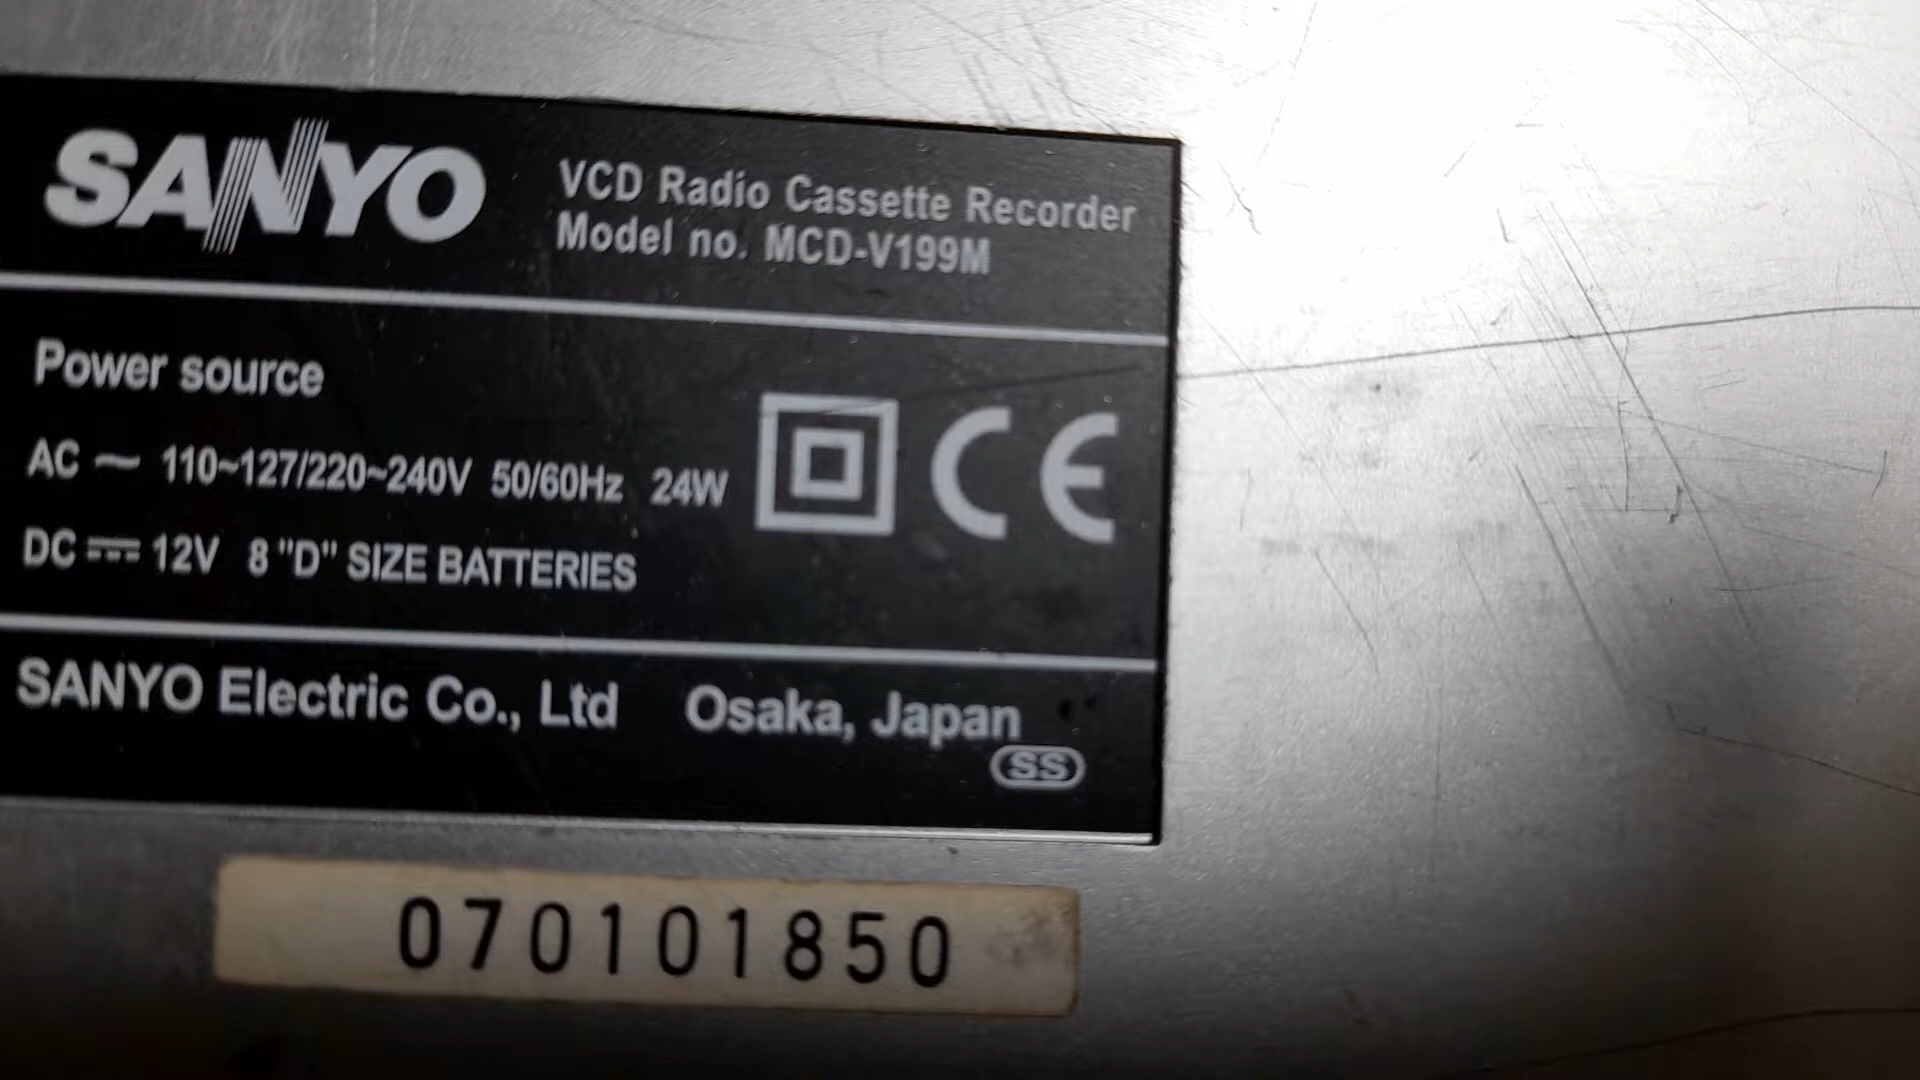 SANYO
VCD Radio Cassette Recorder
Model no. MCD-V199M
Power source
AC ~ 110~127/220~240V 50/60Hz 24W
DC ⎓ 12V 8 "D" SIZE BATTERIES
CE
SANYO Electric Co., Ltd Osaka, Japan
SS
070101850